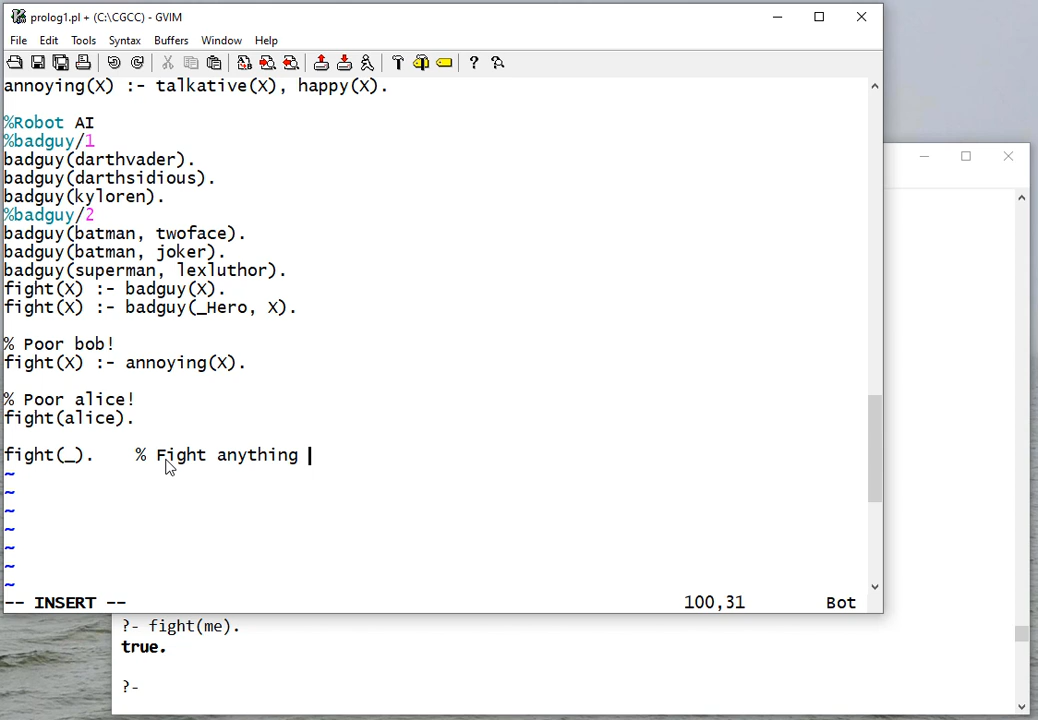 prolog1.pl + (C:\CGCC) - GVIM
File Edit Tools Syntax Buffers Window Help
annoying(X) :- talkative(X), happy(X).
%Robot AI
%badguy/1
badguy(darthvader).
badguy(darthsidious).
badguy(kyloren).
%badguy/2
badguy(batman, twoface).
badguy(batman, joker).
badguy(superman, lexluthor).
fight(X) :- badguy(X).
fight(X) :- badguy(_Hero, X).
% Poor bob!
fight(X) :- annoying(X).
% Poor alice!
fight(alice).
fight(_). % Fight anything
~
~
~
~
~
~
~
-- INSERT -- 100,31 Bot
?- fight(me).
true.
?-